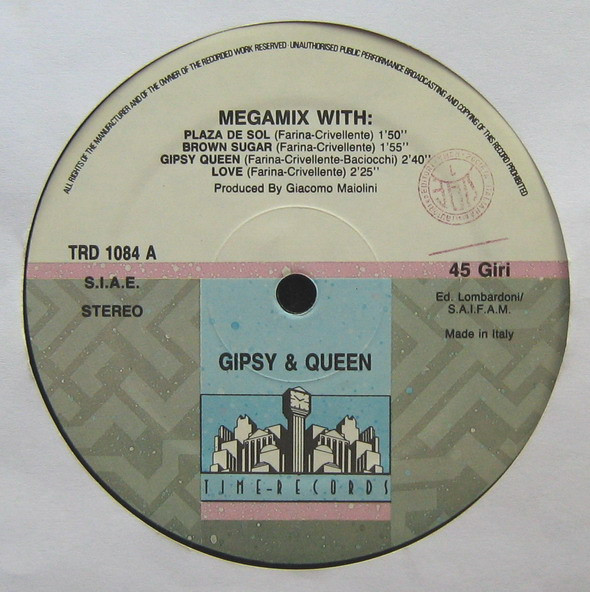 ALL RIGHTS OF THE MANUFACTURER AND OF THE OWNER OF THE RECORDED WORK RESERVED · UNAUTHORISED PUBLIC PERFORMANCE BROADCASTING AND COPYING OF THIS RECORD PROHIBITED
MEGAMIX WITH:
PLAZA DE SOL (Farina-Crivellente) 1'50''
BROWN SUGAR (Farina-Crivellente) 1'55''
GIPSY QUEEN (Farina-Crivellente-Baciocchi) 2'40''
LOVE (Farina-Crivellente) 2'25''
Produced By Giacomo Maiolini
TRD 1084 A
S.I.A.E.
STEREO
45 Giri
Ed. Lombardoni/
S.A.I.F.A.M.
Made in Italy
GIPSY & QUEEN
TIME-RECORDS